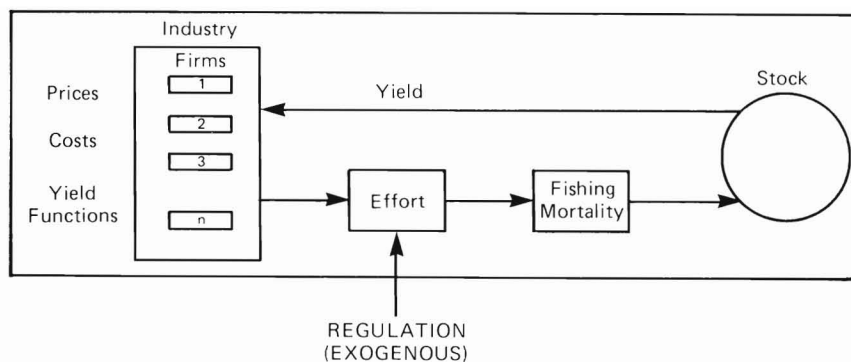 Industry
Firms
1
2
3
n
Prices
Costs
Yield
Functions
Yield
Stock
Effort
Fishing
Mortality
REGULATION
(EXOGENOUS)